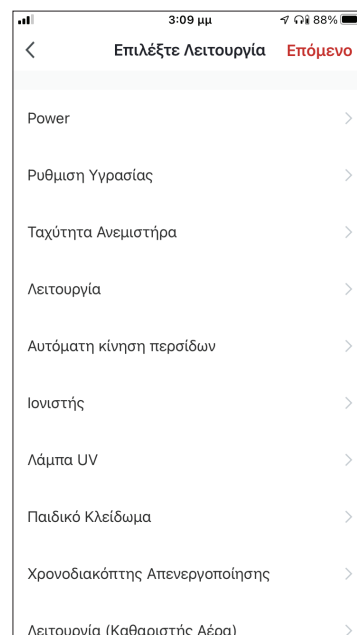 3:09 μμ 88%
Επιλέξτε Λειτουργία Επόμενο
Power
Ρυθμιση Υγρασίας
Ταχύτητα Ανεμιστήρα
Λειτουργία
Αυτόματη κίνηση περσίδων
Ιονιστής
Λάμπα UV
Παιδικό Κλείδωμα
Χρονοδιακόπτης Απενεργοποίησης
Λειτουργία (Καθαριστής Αέρα)